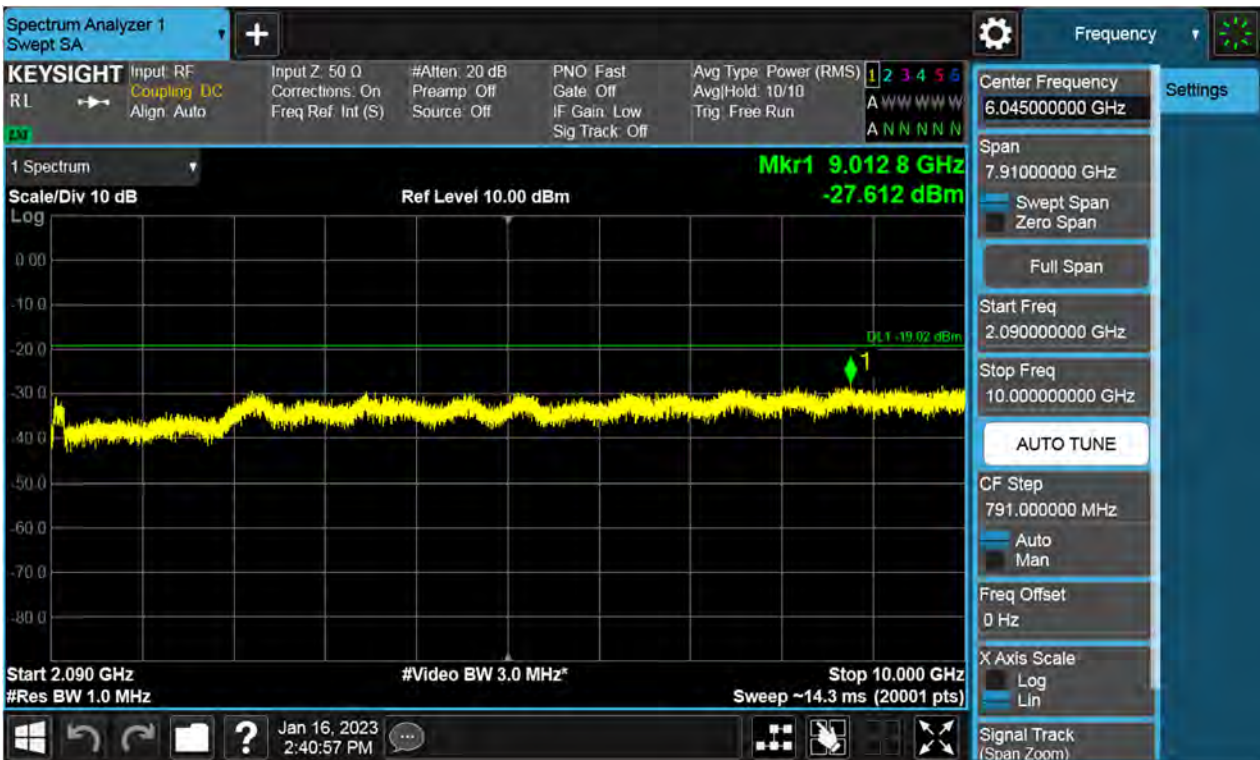 Spectrum Analyzer 1
Swept SA
+
Frequency
KEYSIGHT
RL
Input: RF
Coupling: DC
Align: Auto
Input Z: 50 Ω
Corrections: On
Freq Ref: Int (S)
#Atten: 20 dB
Preamp: Off
Source: Off
PNO: Fast
Gate: Off
IF Gain: Low
Sig Track: Off
Avg Type: Power (RMS)
Avg|Hold: 10/10
Trig: Free Run
1 2 3 4 5 6
A W W W W W
A N N N N N
1 Spectrum
Scale/Div 10 dB
Ref Level 10.00 dBm
Mkr1 9.012 8 GHz
-27.612 dBm
Log
0.00
-10.0
DL1 -19.02 dBm
-20.0
1
-30.0
-40.0
-50.0
-60.0
-70.0
-80.0
Start 2.090 GHz
#Video BW 3.0 MHz*
Stop 10.000 GHz
#Res BW 1.0 MHz
Sweep ~14.3 ms (20001 pts)
?
Jan 16, 2023
2:40:57 PM
Center Frequency
6.045000000 GHz
Settings
Span
7.91000000 GHz
Swept Span
Zero Span
Full Span
Start Freq
2.090000000 GHz
Stop Freq
10.000000000 GHz
AUTO TUNE
CF Step
791.000000 MHz
Auto
Man
Freq Offset
0 Hz
X Axis Scale
Log
Lin
Signal Track
(Span Zoom)